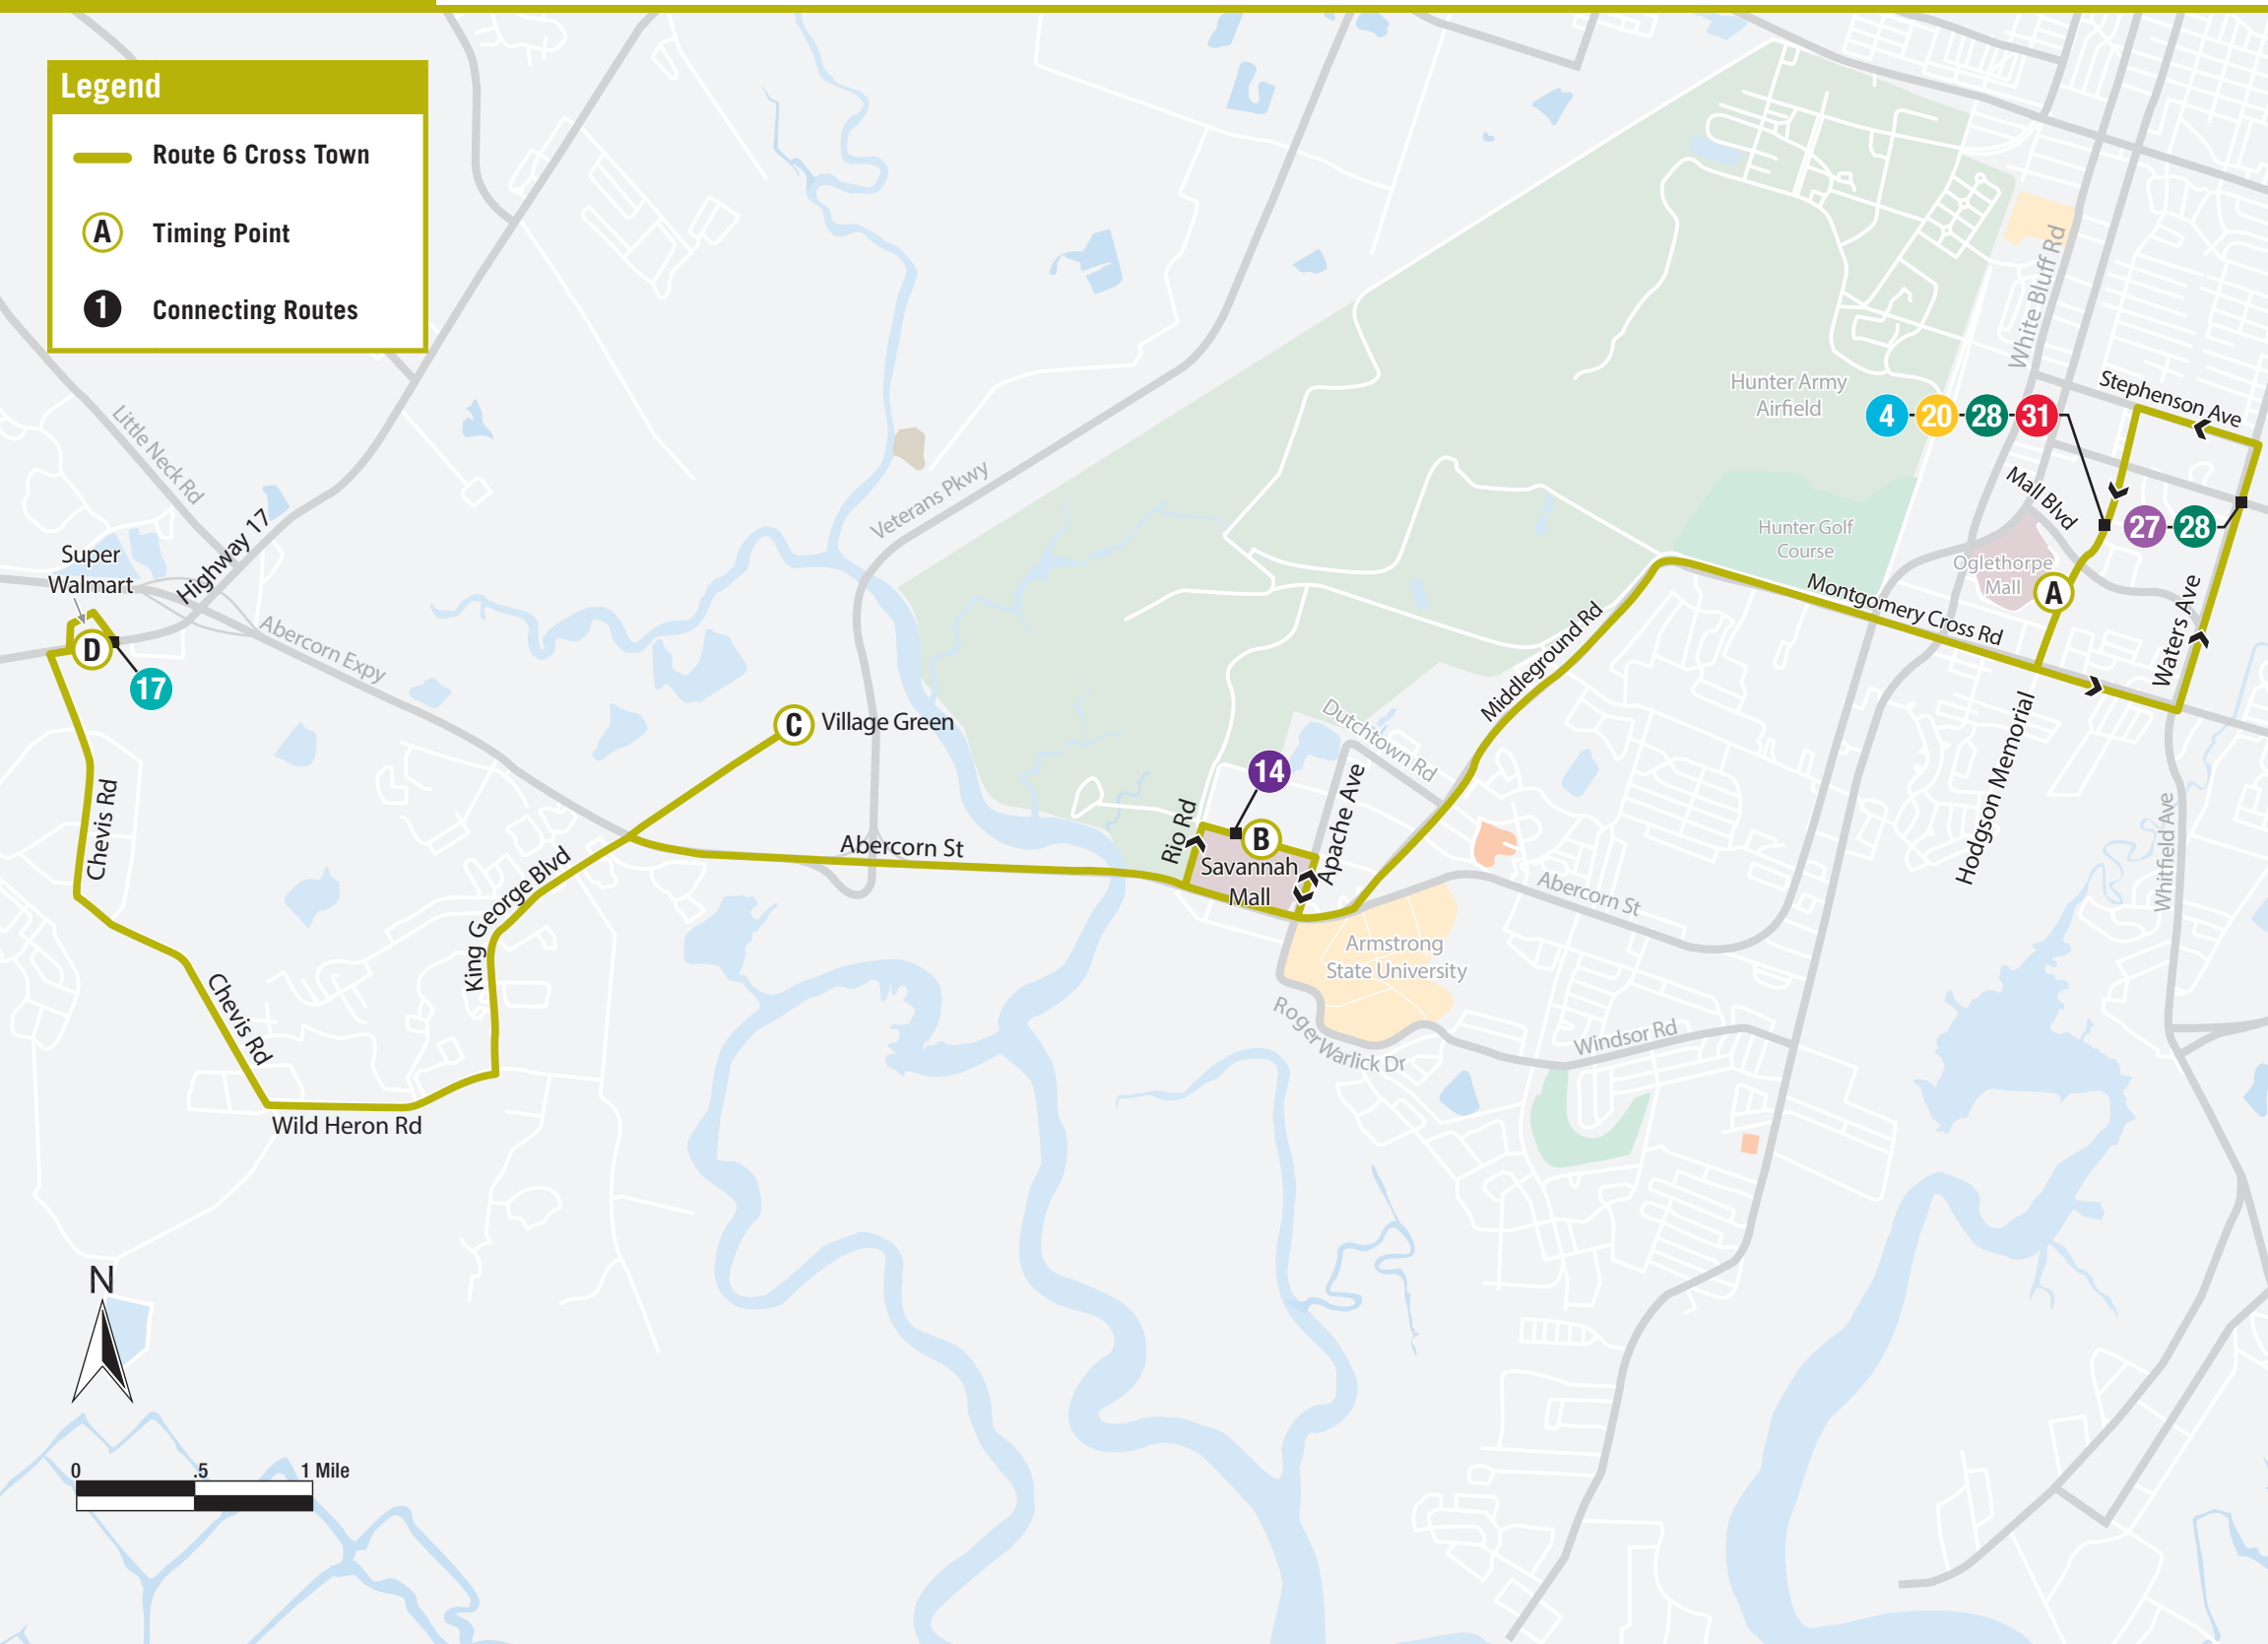 Legend
Route 6 Cross Town
A
Timing Point
1
Connecting Routes
Little Neck Rd
Highway 17
Super
Walmart
D
17
Abercorn Expy
Chevis Rd
Chevis Rd
Wild Heron Rd
King George Blvd
C
Village Green
Veterans Pkwy
Abercorn St
Rio Rd
14
B
Savannah
Mall
Apache Ave
Dutchtown Rd
Middleground Rd
Abercorn St
Armstrong
State University
Roger Warlick Dr
Windsor Rd
Hunter Army
Airfield
Hunter Golf
Course
White Bluff Rd
4
20
28
31
Stephenson Ave
Mall Blvd
27
28
Oglethorpe
Mall
A
Montgomery Cross Rd
Waters Ave
Hodgson Memorial
Whitfield Ave
N
0
.5
1 Mile